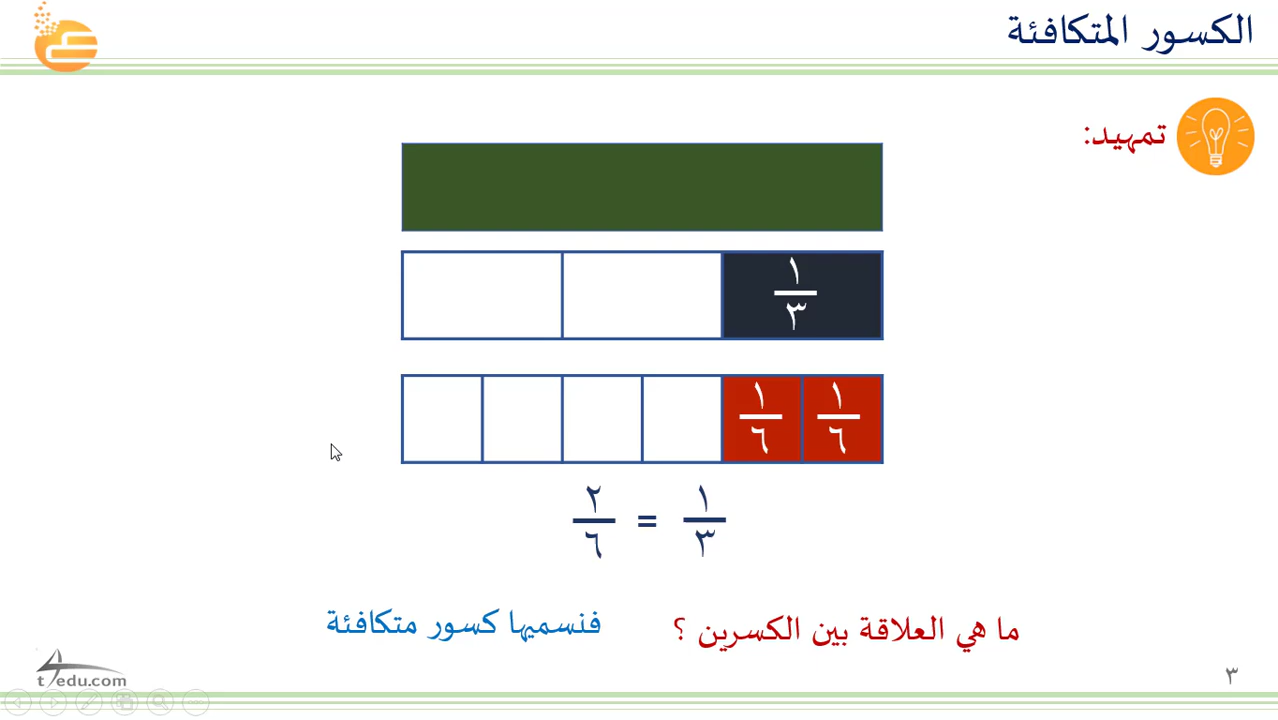 الكسور المتكافئة
تمهيد:
١
٣
١
٦
١
٦
١/٣ = ٢/٦
ما هي العلاقة بين الكسرين ؟
فنسميها كسور متكافئة
t4edu.com
٣